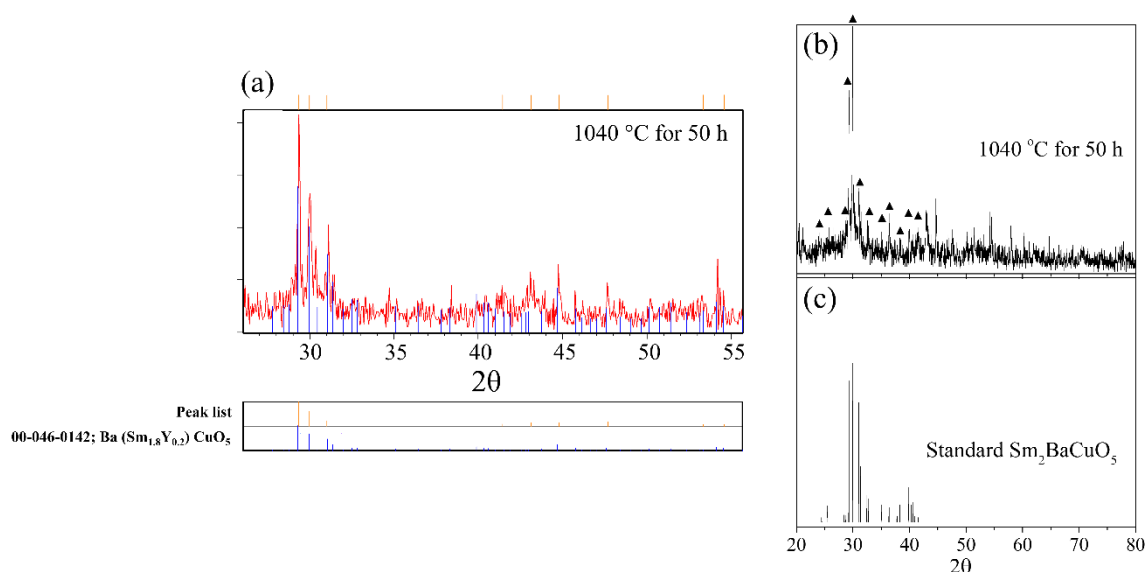 (a)
1040 °C for 50 h
30 35 40 45 50 55
2θ
Peak list
00-046-0142; Ba (Sm₁.₈Y₀.₂) CuO₅
(b)
1040 °C for 50 h
(c)
Standard Sm₂BaCuO₅
20 30 40 50 60 70 80
2θ